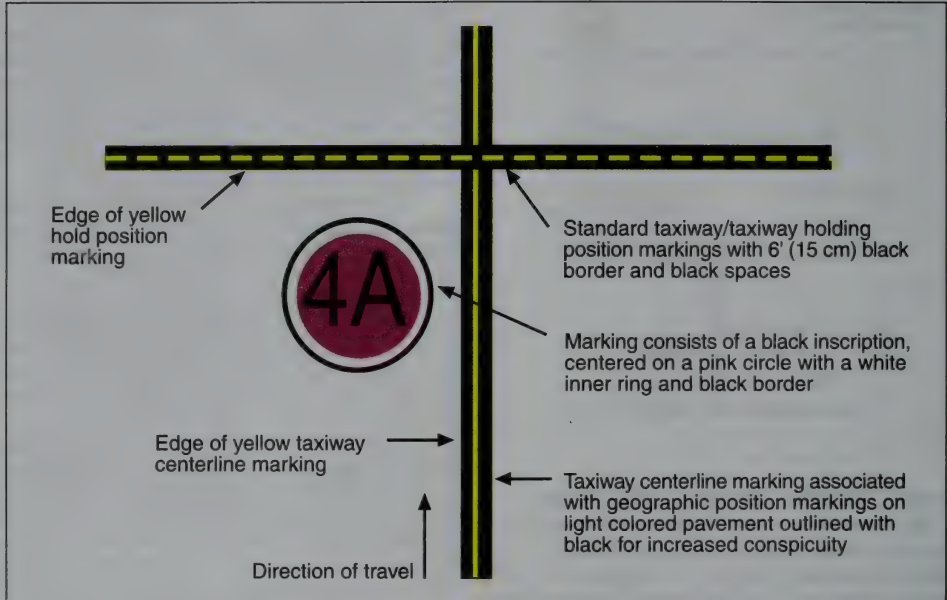 Edge of yellow
hold position
marking
Standard taxiway/taxiway holding
position markings with 6' (15 cm) black
border and black spaces
4A
Marking consists of a black inscription,
centered on a pink circle with a white
inner ring and black border
Edge of yellow taxiway
centerline marking
Taxiway centerline marking associated
with geographic position markings on
light colored pavement outlined with
black for increased conspicuity
Direction of travel